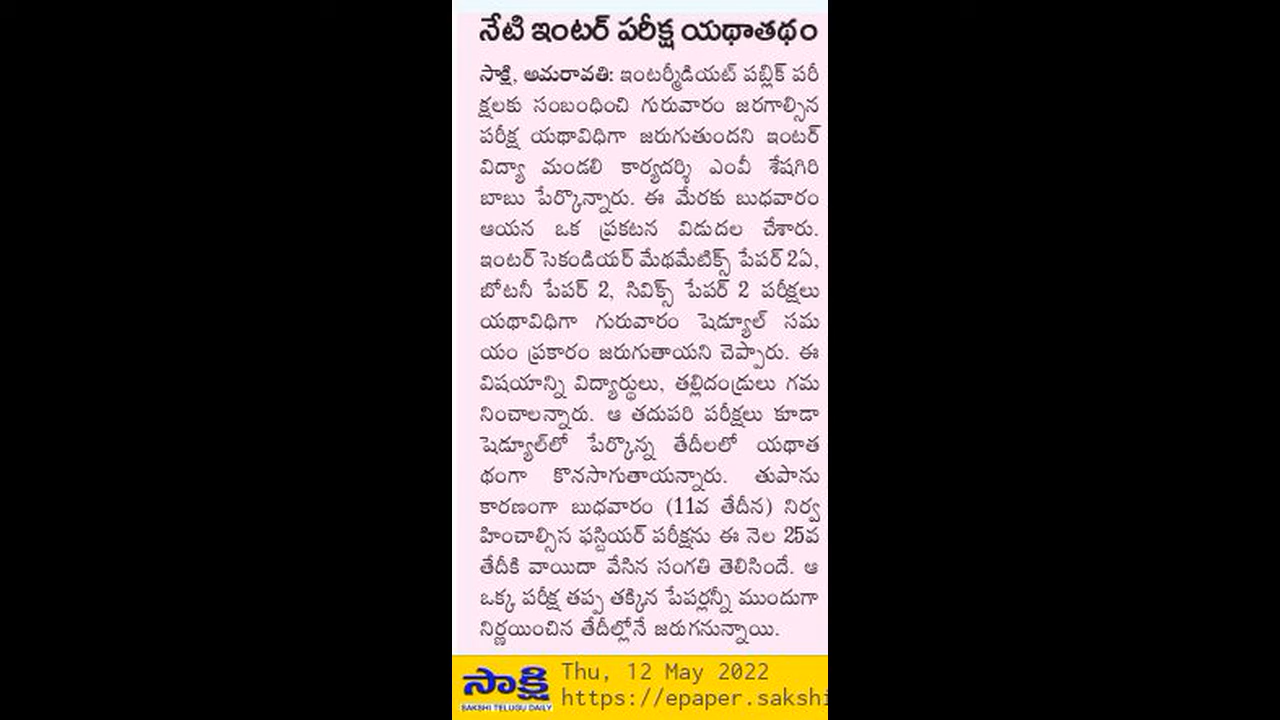 నేటి ఇంటర్ పరీక్ష యథాతథం
సాక్షి, అమరావతి: ఇంటర్మీడియట్ పబ్లిక్ పరీ
క్షలకు సంబంధించి గురువారం జరగాల్సిన
పరీక్ష యథావిధిగా జరుగుతుందని ఇంటర్
విద్యా మండలి కార్యదర్శి ఎంవీ శేషగిరి
బాబు పేర్కొన్నారు. ఈ మేరకు బుధవారం
ఆయన ఒక ప్రకటన విడుదల చేశారు.
ఇంటర్ సెకండియర్ మేథమేటిక్స్ పేపర్ 2ఏ,
బోటనీ పేపర్ 2, సివిక్స్ పేపర్ 2 పరీక్షలు
యథావిధిగా గురువారం షెడ్యూల్ సమ
యం ప్రకారం జరుగుతాయని చెప్పారు. ఈ
విషయాన్ని విద్యార్థులు, తల్లిదండ్రులు గమ
నించాలన్నారు. ఆ తదుపరి పరీక్షలు కూడా
షెడ్యూల్‌లో పేర్కొన్న తేదీలలో యథాత
థంగా కొనసాగుతాయన్నారు. తుపాను
కారణంగా బుధవారం (11వ తేదీన) నిర్వ
హించాల్సిన ఫస్టియర్ పరీక్షను ఈ నెల 25వ
తేదీకి వాయిదా వేసిన సంగతి తెలిసిందే. ఆ
ఒక్క పరీక్ష తప్ప తక్కిన పేపర్లన్నీ ముందుగా
నిర్ణయించిన తేదీల్లోనే జరుగనున్నాయి.
సాక్షి
SAKSHI TELUGU DAILY
Thu, 12 May 2022
https://epaper.sakshi